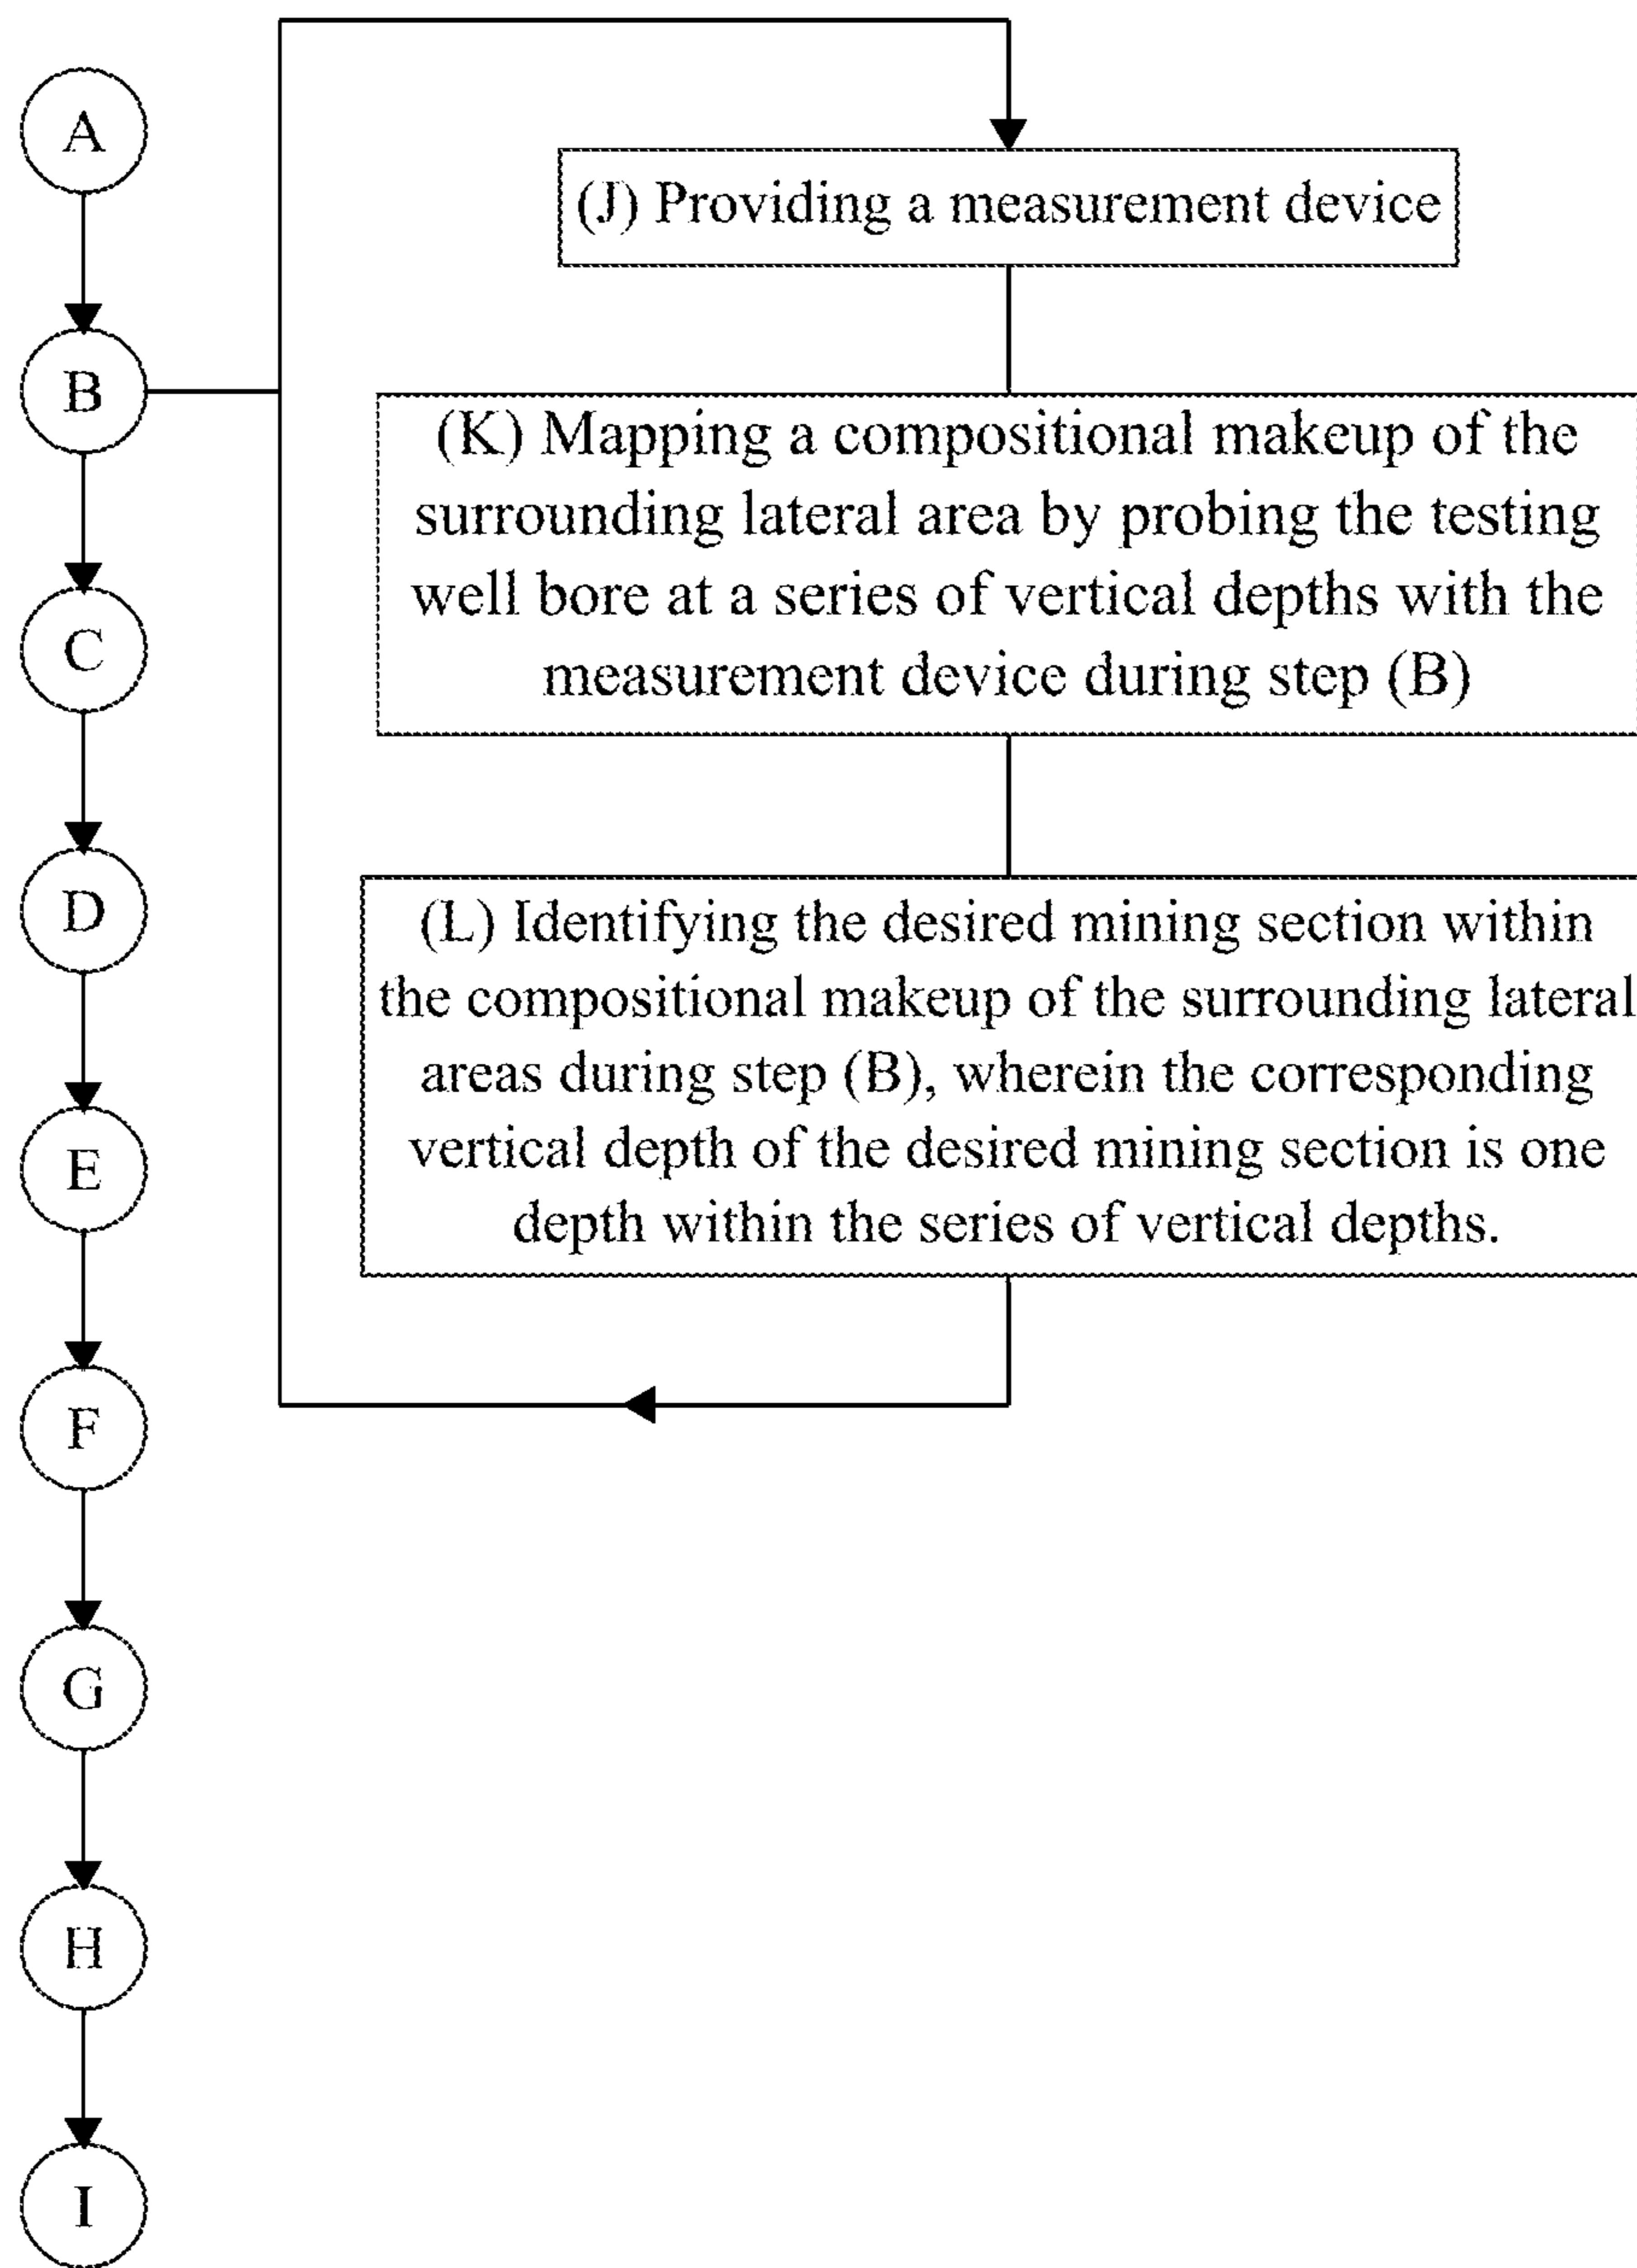 A
B
C
D
E
F
G
H
I
(J) Providing a measurement device
(K) Mapping a compositional makeup of the
surrounding lateral area by probing the testing
well bore at a series of vertical depths with the
measurement device during step (B)
(L) Identifying the desired mining section within
the compositional makeup of the surrounding lateral
areas during step (B), wherein the corresponding
vertical depth of the desired mining section is one
depth within the series of vertical depths.